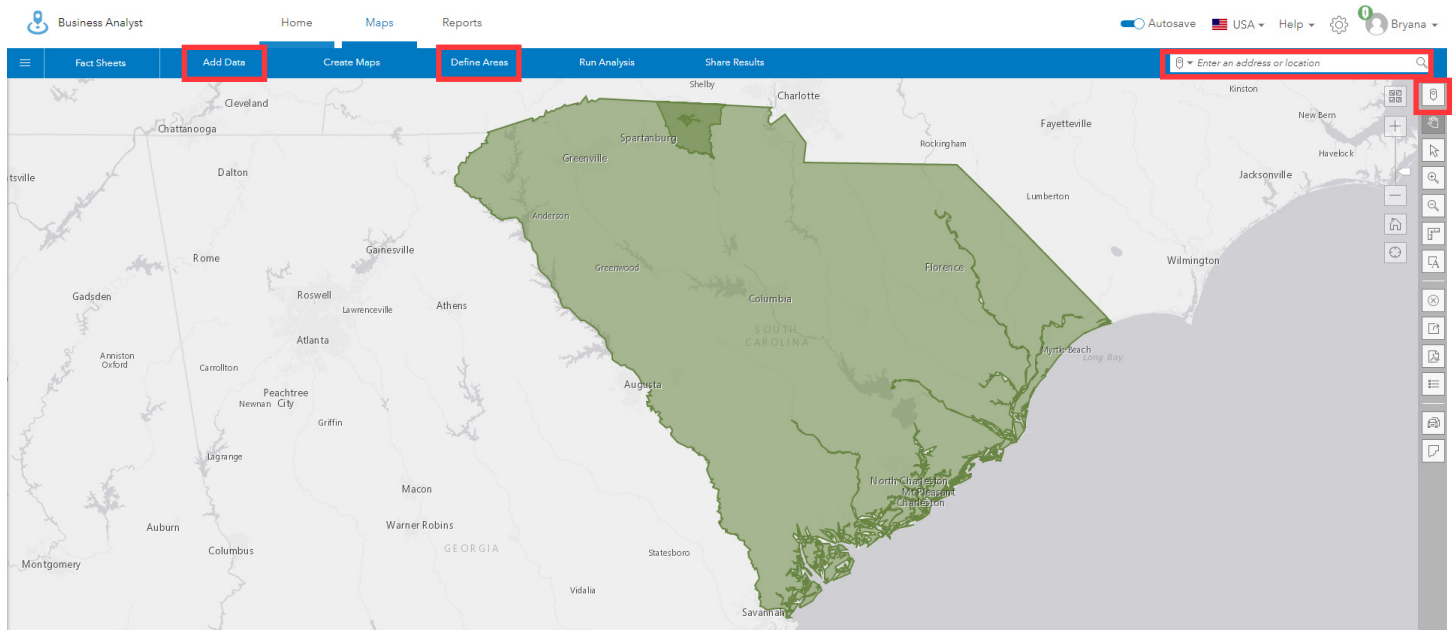 Business Analyst Home Maps Reports Autosave USA Help 0 Bryana
Fact Sheets Add Data Create Maps Define Areas Run Analysis Share Results Enter an address or location
Shelby
Kinston
Cleveland
Charlotte
New Bern
Chattanooga
Fayetteville
Spartanburg
Rockingham
Havelock
Greenville
Dalton
tsville
Jacksonville
Lumberton
Anderson
Gainesville
Rome
Wilmington
Greenwood
Florence
Gadsden
Roswell
Columbia
Lawrenceville
Athens
SOUTH
CAROLINA
Atlanta
Myrtle Beach
Long Bay
Anniston
Oxford
Carrollton
Augusta
Peachtree
City
Newnan
Griffin
Lagrange
North Charleston
Mt Pleasant
Charleston
Macon
Auburn
Warner Robins
Columbus
GEORGIA
Statesboro
Montgomery
Vidalia
Savannah